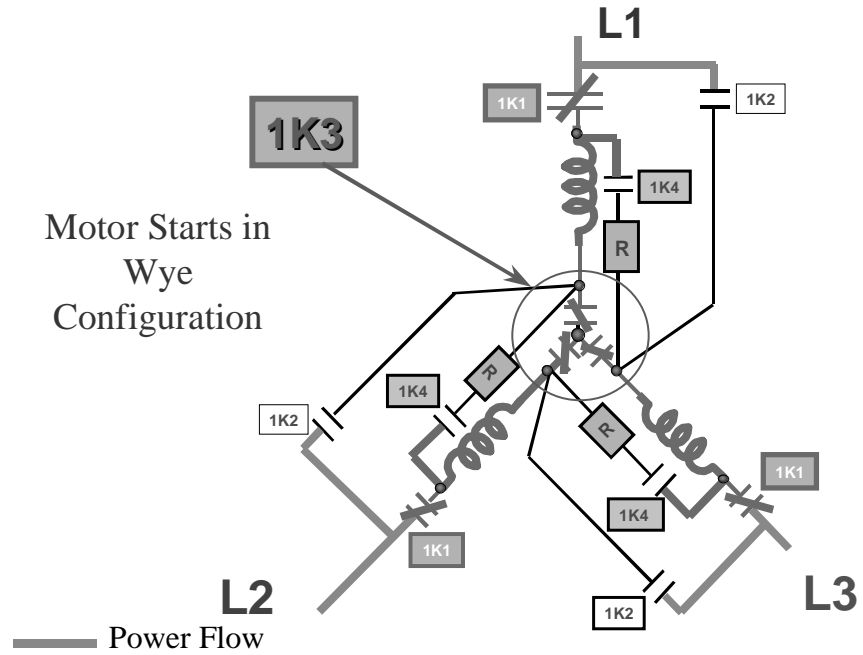 L1
1K1
1K2
1K3
1K4
R
Motor Starts in
Wye
Configuration
R
1K4
1K2
R
1K1
1K4
1K1
L2
1K2
L3
Power Flow